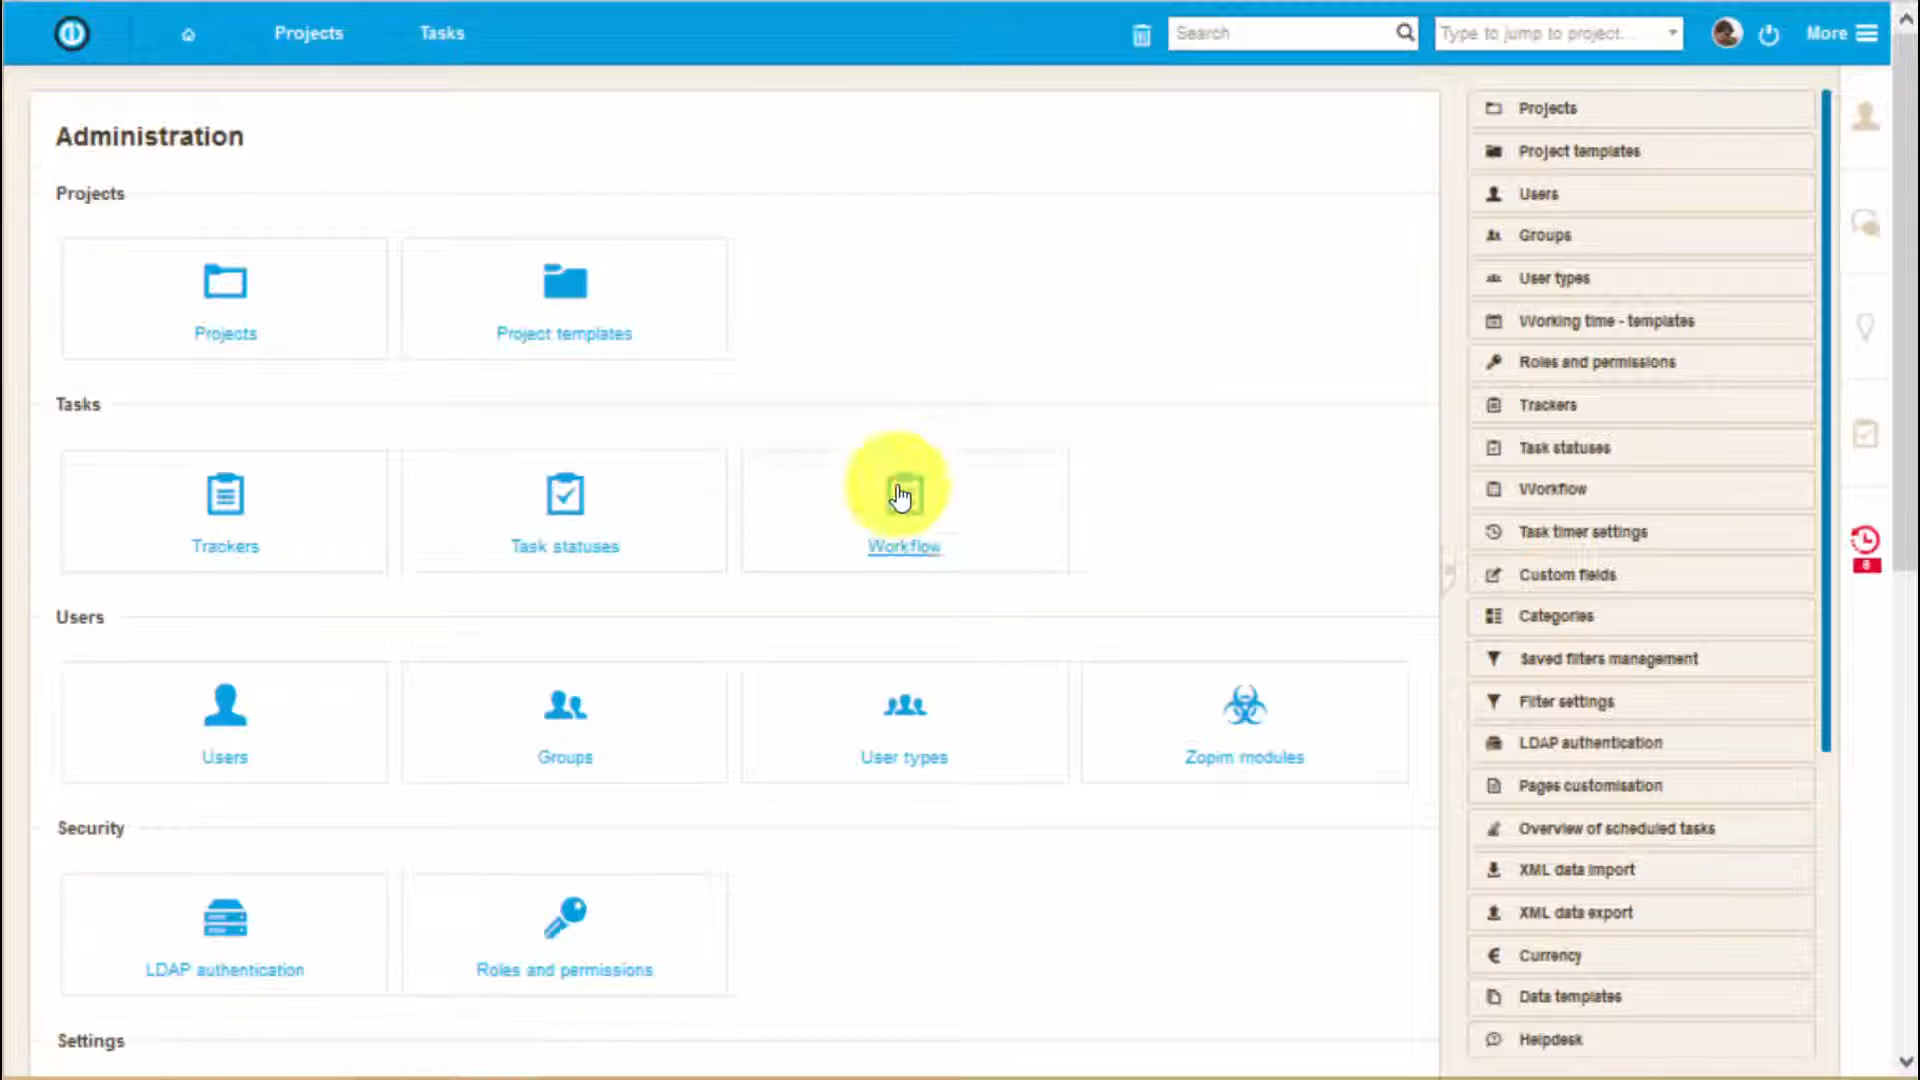 Projects
Tasks
Search
Type to jump to project...
More
Administration
Projects
Projects
Project templates
Tasks
Trackers
Task statuses
Workflow
Users
Users
Groups
User types
Zopim modules
Security
LDAP authentication
Roles and permissions
Settings
Projects
Project templates
Users
Groups
User types
Working time - templates
Roles and permissions
Trackers
Task statuses
Workflow
Task timer settings
Custom fields
Categories
Saved filters management
Filter settings
LDAP authentication
Pages customisation
Overview of scheduled tasks
XML data import
XML data export
Currency
Data templates
Helpdesk